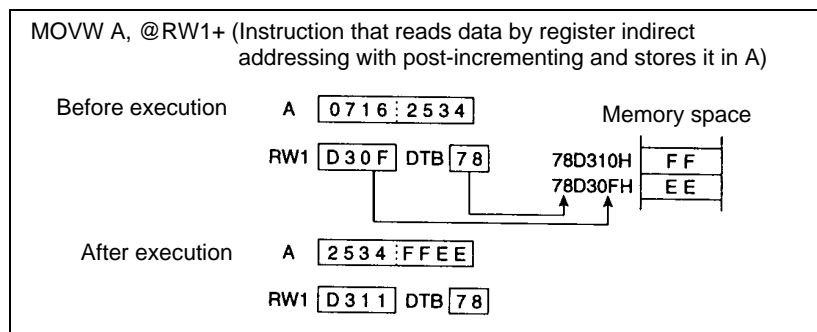 MOVW A, @RW1+ (Instruction that reads data by register indirect
addressing with post-incrementing and stores it in A)
Before execution A 0716 2534 Memory space
RW1 D30F DTB 78 78D310H FF
78D30FH EE
After execution A 2534 FFEE
RW1 D311 DTB 78